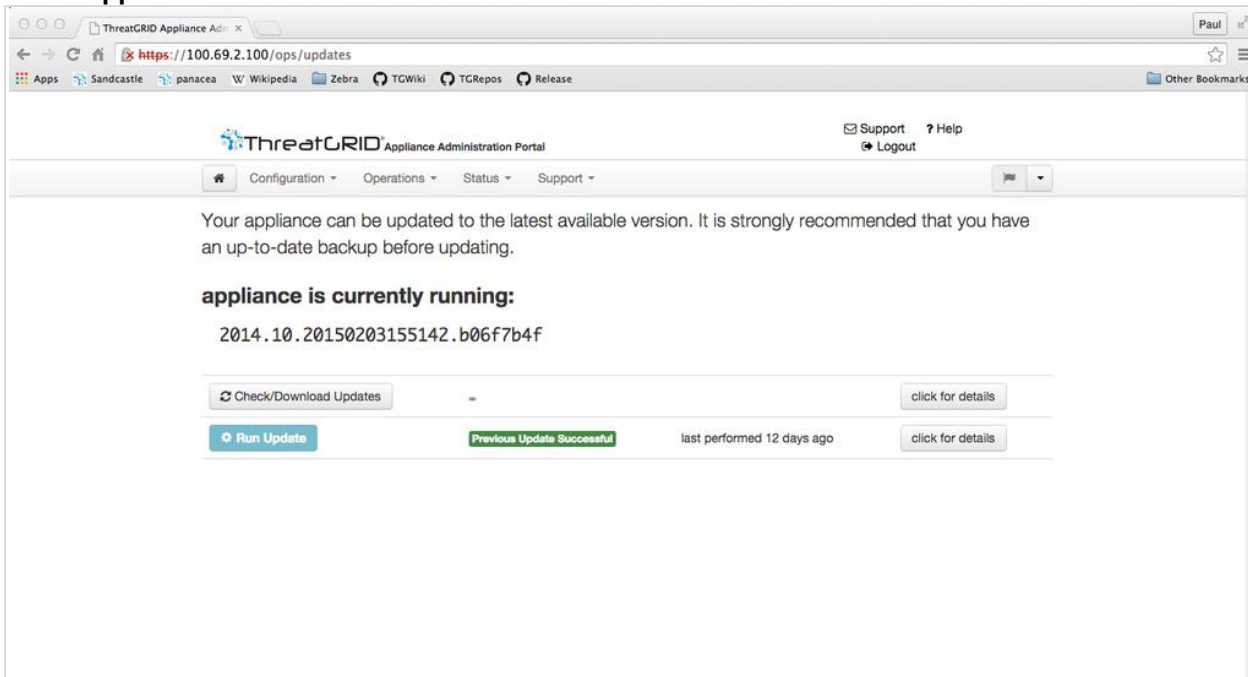 ThreatGRID Appliance Adn
Paul
https://100.69.2.100/ops/updates
Apps Sandcastle panacea W Wikipedia Zebra TGWiki TGRepos Release Other Bookmarks
ThreatGRID® Appliance Administration Portal
Support ? Help
Logout
Configuration Operations Status Support
Your appliance can be updated to the latest available version. It is strongly recommended that you have
an up-to-date backup before updating.
appliance is currently running:
2014.10.20150203155142.b06f7b4f
Check/Download Updates - click for details
Run Update Previous Update Successful last performed 12 days ago click for details